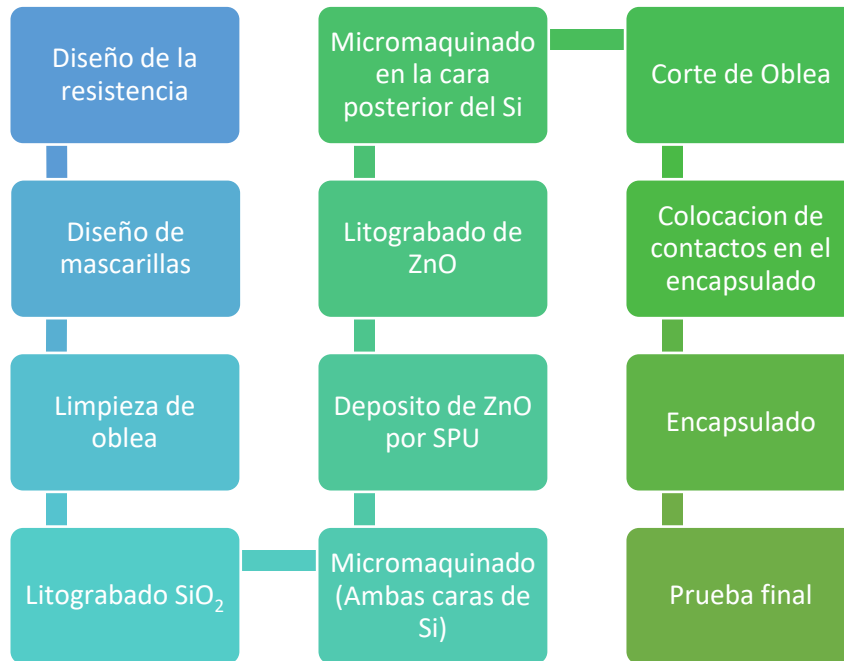 Diseño de la
resistencia
Diseño de
mascarillas
Limpieza de
oblea
Litograbado SiO₂
Micromaquinado
(Ambas caras de
Si)
Deposito de ZnO
por SPU
Litograbado de
ZnO
Micromaquinado
en la cara
posterior del Si
Corte de Oblea
Colocacion de
contactos en el
encapsulado
Encapsulado
Prueba final